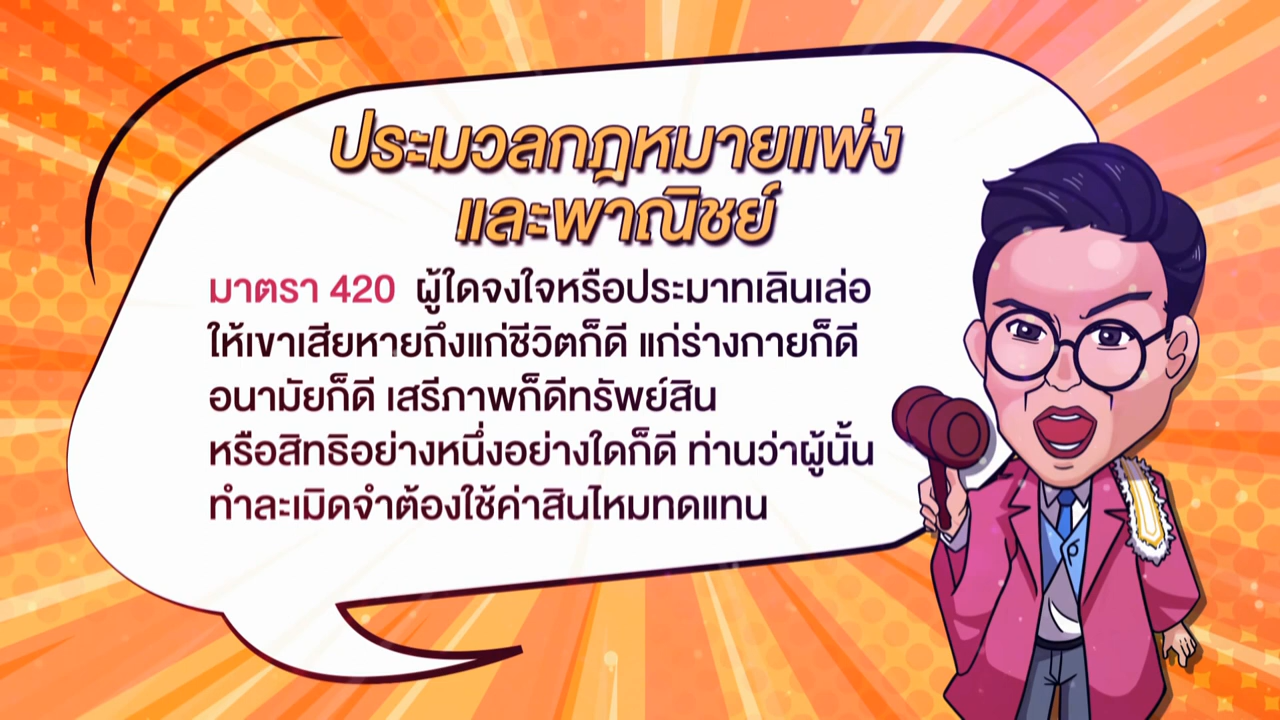 ประมวลกฎหมายแพ่ง
และพาณิชย์
มาตรา 420 ผู้ใดจงใจหรือประมาทเลินเล่อ
ให้เขาเสียหายถึงแก่ชีวิตก็ดี แก่ร่างกายก็ดี
อนามัยก็ดี เสรีภาพก็ดีทรัพย์สิน
หรือสิทธิอย่างหนึ่งอย่างใดก็ดี ท่านว่าผู้นั้น
ทำละเมิดจำต้องใช้ค่าสินไหมทดแทน